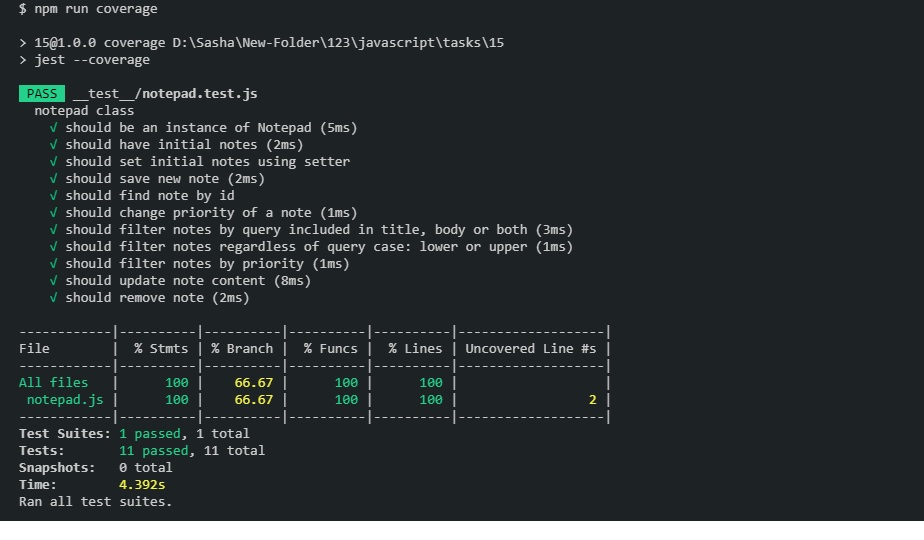 $ npm run coverage
> 15@1.0.0 coverage D:\Sasha\New-Folder\123\javascript\tasks\15
> jest --coverage
PASS __test__/notepad.test.js
notepad class
√ should be an instance of Notepad (5ms)
√ should have initial notes (2ms)
√ should set initial notes using setter
√ should save new note (2ms)
√ should find note by id
√ should change priority of a note (1ms)
√ should filter notes by query included in title, body or both (3ms)
√ should filter notes regardless of query case: lower or upper (1ms)
√ should filter notes by priority (1ms)
√ should update note content (8ms)
√ should remove note (2ms)
------------|----------|----------|----------|----------|-------------------|
File        |  % Stmts | % Branch |  % Funcs |  % Lines | Uncovered Line #s |
------------|----------|----------|----------|----------|-------------------|
All files   |      100 |    66.67 |      100 |      100 |                   |
 notepad.js |      100 |    66.67 |      100 |      100 |                 2 |
------------|----------|----------|----------|----------|-------------------|
Test Suites: 1 passed, 1 total
Tests:       11 passed, 11 total
Snapshots:   0 total
Time:        4.392s
Ran all test suites.